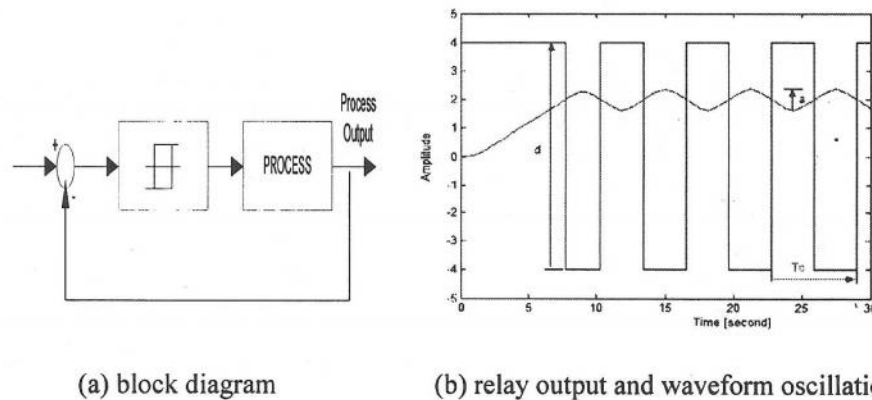 +
-
PROCESS
Process
Output
5
4
3
2
1
0
-1
-2
-3
-4
-5
Amplitude
d
a
Tc
0
5
10
15
20
25
30
Time [second]
(a) block diagram
(b) relay output and waveform oscillatio